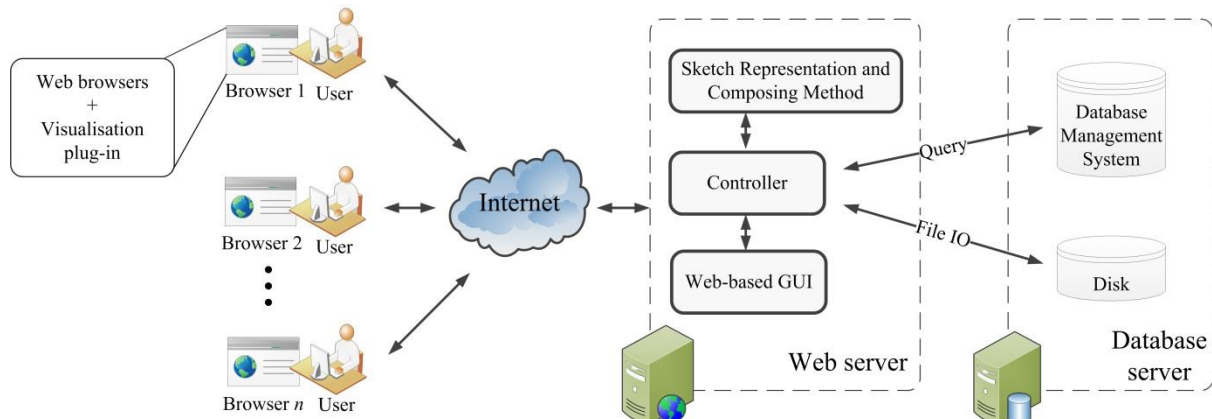 Web browsers
+
Visualisation
plug-in
Browser 1
User
Browser 2
User
Browser n
User
Internet
Sketch Representation and
Composing Method
Controller
Web-based GUI
Web server
Query
File IO
Database
Management
System
Disk
Database
server